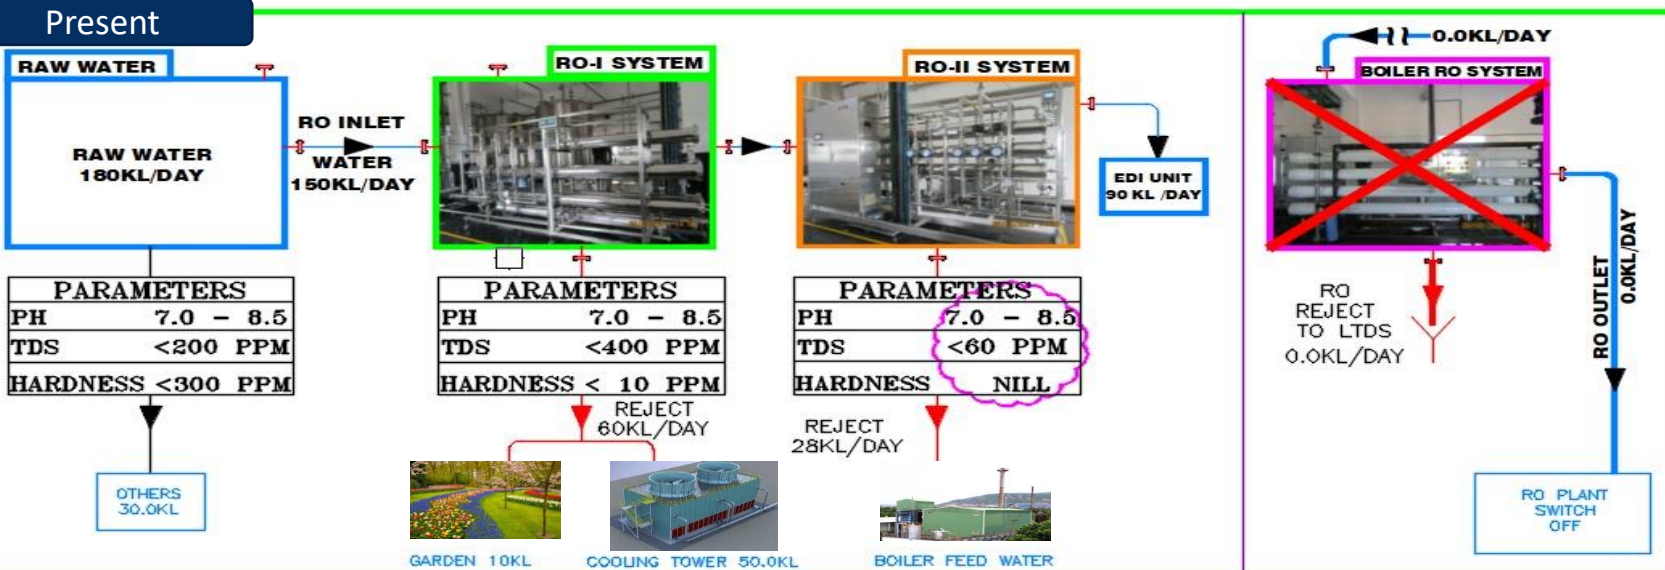 Present
RAW WATER
RAW WATER
180KL/DAY
RO INLET
WATER
150KL/DAY
RO-I SYSTEM
RO-II SYSTEM
EDI UNIT
90 KL /DAY
0.0KL/DAY
BOILER RO SYSTEM
RO
REJECT
TO LTDS
0.0KL/DAY
RO OUTLET
0.0KL/DAY
RO PLANT
SWITCH
OFF
PARAMETERS
PH 7.0 - 8.5
TDS <200 PPM
HARDNESS <300 PPM
OTHERS
30.0KL
PARAMETERS
PH 7.0 - 8.5
TDS <400 PPM
HARDNESS < 10 PPM
REJECT
60KL/DAY
GARDEN 10KL
COOLING TOWER 50.0KL
PARAMETERS
PH 7.0 - 8.5
TDS <60 PPM
HARDNESS NILL
REJECT
28KL/DAY
BOILER FEED WATER